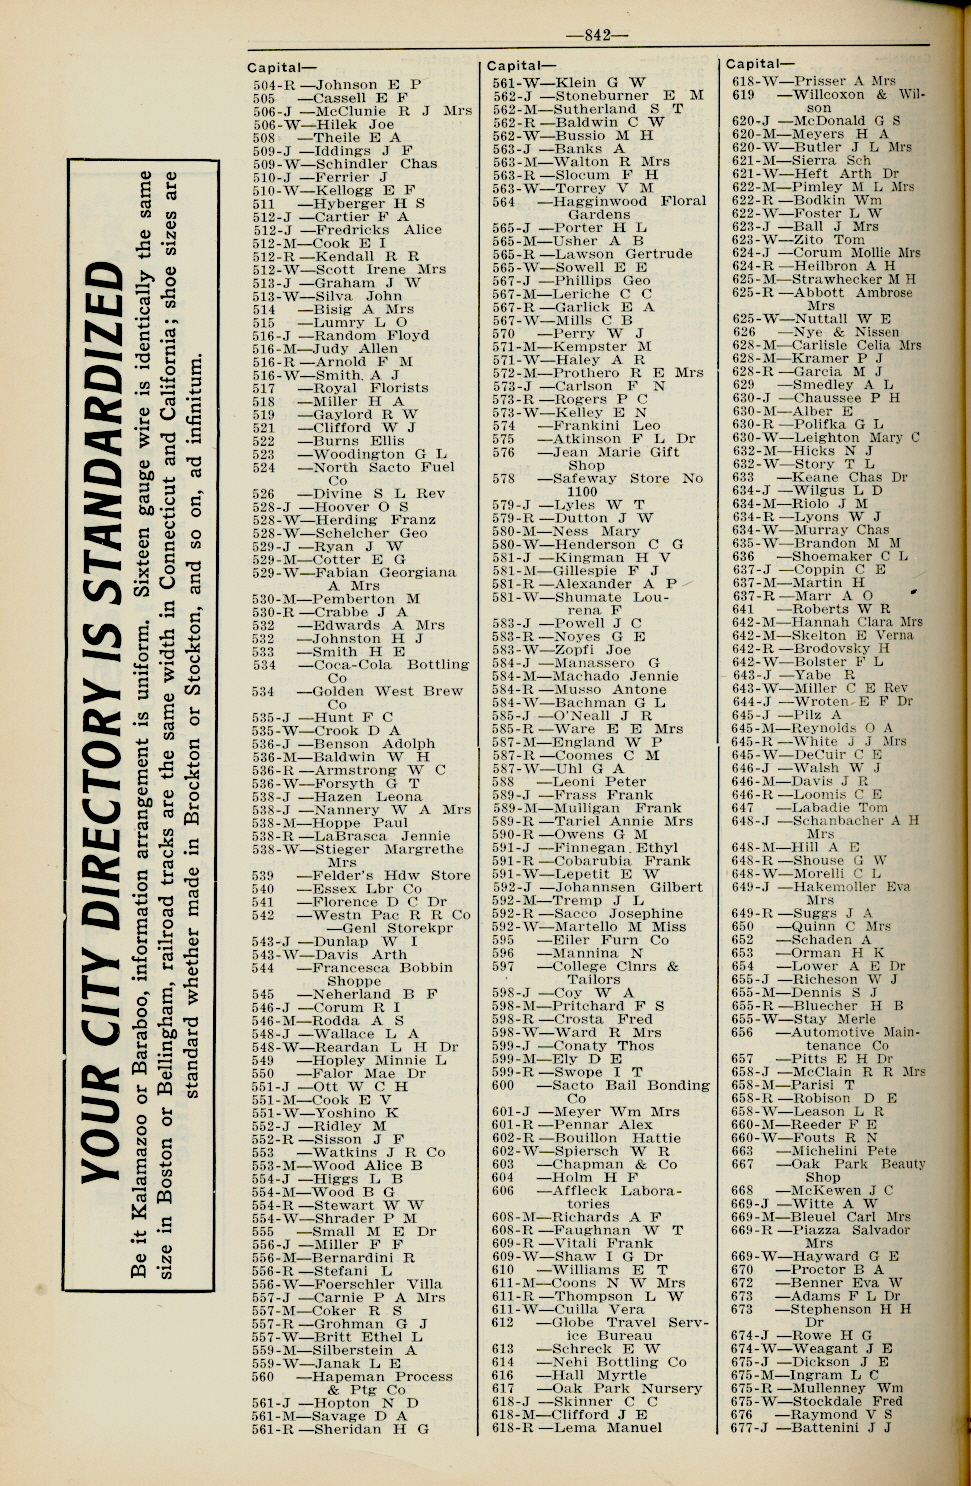 —842—
YOUR CITY DIRECTORY IS STANDARDIZED
Be it Kalamazoo or Baraboo, information arrangement is uniform. Sixteen gauge wire is identically the same
size in Boston or Bellingham, railroad tracks are the same width in Connecticut and California; shoe sizes are
standard whether made in Brockton or Stockton, and so on, ad infinitum.
Capital—
504-R —Johnson E P
505 —Cassell E F
506-J —McClunie R J Mrs
506-W—Hilek Joe
508 —Theile E A
509-J —Iddings J F
509-W—Schindler Chas
510-J —Ferrier J
510-W—Kellogg E F
511 —Hyberger H S
512-J —Cartier F A
512-J —Fredricks Alice
512-M—Cook E I
512-R —Kendall R R
512-W—Scott Irene Mrs
513-J —Graham J W
513-W—Silva John
514 —Bisig A Mrs
515 —Lumry L O
516-J —Random Floyd
516-M—Judy Allen
516-R —Arnold F M
516-W—Smith. A J
517 —Royal Florists
518 —Miller H A
519 —Gaylord R W
521 —Clifford W J
522 —Burns Ellis
523 —Woodington G L
524 —North Sacto Fuel
Co
526 —Divine S L Rev
528-J —Hoover O S
528-W—Herding Franz
528-W—Schelcher Geo
529-J —Ryan J W
529-M—Cotter E G
529-W—Fabian Georgiana
A Mrs
530-M—Pemberton M
530-R —Crabbe J A
532 —Edwards A Mrs
532 —Johnston H J
533 —Smith H E
534 —Coca-Cola Bottling
Co
534 —Golden West Brew
Co
535-J —Hunt F C
535-W—Crook D A
536-J —Benson Adolph
536-M—Baldwin W H
536-R —Armstrong W C
536-W—Forsyth G T
538-J —Hazen Leona
538-J —Nannery W A Mrs
538-M—Hoppe Paul
538-R —LaBrasca Jennie
538-W—Stieger Margrethe
Mrs
539 —Felder's Hdw Store
540 —Essex Lbr Co
541 —Florence D C Dr
542 —Westn Pac R R Co
—Genl Storekpr
543-J —Dunlap W I
543-W—Davis Arth
544 —Francesca Bobbin
Shoppe
545 —Neherland B F
546-J —Corum R I
546-M—Rodda A S
548-J —Wallace L A
548-W—Reardan L H Dr
549 —Hopley Minnie L
550 —Falor Mae Dr
551-J —Ott W C H
551-M—Cook E V
551-W—Yoshino K
552-J —Ridley M
552-R —Sisson J F
553 —Watkins J R Co
553-M—Wood Alice B
554-J —Higgs L B
554-M—Wood B G
554-R —Stewart W W
554-W—Shrader P M
555 —Small M E Dr
556-J —Miller F F
556-M—Bernardini R
556-R —Stefani L
556-W—Foerschler Villa
557-J —Carnie P A Mrs
557-M—Coker R S
557-R —Grohman G J
557-W—Britt Ethel L
559-M—Silberstein A
559-W—Janak L E
560 —Hapeman Process
& Ptg Co
561-J —Hopton N D
561-M—Savage D A
561-R —Sheridan H G
Capital—
561-W—Klein G W
562-J —Stoneburner E M
562-M—Sutherland S T
562-R —Baldwin C W
562-W—Bussio M H
563-J —Banks A
563-M—Walton R Mrs
563-R —Slocum F H
563-W—Torrey V M
564 —Hagginwood Floral
Gardens
565-J —Porter H L
565-M—Usher A B
565-R —Lawson Gertrude
565-W—Sowell E E
567-J —Phillips Geo
567-M—Leriche C C
567-R —Garlick E A
567-W—Mills C B
570 —Perry W J
571-M—Kempster M
571-W—Haley A R
572-M—Prothero R E Mrs
573-J —Carlson F N
573-R —Rogers P C
573-W—Kelley E N
574 —Frankini Leo
575 —Atkinson F L Dr
576 —Jean Marie Gift
Shop
578 —Safeway Store No
1100
579-J —Lyles W T
579-R —Dutton J W
580-M—Ness Mary
580-W—Henderson C G
581-J —Kingman H V
581-M—Gillespie F J
581-R —Alexander A P
581-W—Shumate Lou-
rena F
583-J —Powell J C
583-R —Noyes G E
583-W—Zopfi Joe
584-J —Manassero G
584-M—Machado Jennie
584-R —Musso Antone
584-W—Bachman G L
585-J —O'Neall J R
585-R —Ware E E Mrs
587-M—England W P
587-R —Coomes C M
587-W—Uhl G A
588 —Leoni Peter
589-J —Frass Frank
589-M—Mulligan Frank
589-R —Tariel Annie Mrs
590-R —Owens G M
591-J —Finnegan Ethyl
591-R —Cobarubia Frank
591-W—Lepetit E W
592-J —Johannsen Gilbert
592-M—Tremp J L
592-R —Sacco Josephine
592-W—Martello M Miss
595 —Eiler Furn Co
596 —Mannina N
597 —College Clnrs &
Tailors
598-J —Coy W A
598-M—Pritchard F S
598-R —Crosta Fred
598-W—Ward R Mrs
599-J —Conaty Thos
599-M—Ely D E
599-R —Swope I T
600 —Sacto Bail Bonding
Co
601-J —Meyer Wm Mrs
601-R —Pennar Alex
602-R —Bouillon Hattie
602-W—Spiersch W R
603 —Chapman & Co
604 —Holm H F
606 —Affleck Labora-
tories
608-M—Richards A F
608-R —Faughnan W T
609-R —Vitali Frank
609-W—Shaw I G Dr
610 —Williams E T
611-M—Coons N W Mrs
611-R —Thompson L W
611-W—Cuilla Vera
612 —Globe Travel Serv-
ice Bureau
613 —Schreck E W
614 —Nehi Bottling Co
616 —Hall Myrtle
617 —Oak Park Nursery
618-J —Skinner C C
618-M—Clifford J E
618-R —Lema Manuel
Capital—
618-W—Prisser A Mrs
619 —Willcoxon & Wil-
son
620-J —McDonald G S
620-M—Meyers H A
620-W—Butler J L Mrs
621-M—Sierra Sch
621-W—Heft Arth Dr
622-M—Pimley M L Mrs
622-R —Bodkin Wm
622-W—Foster L W
623-J —Ball J Mrs
623-W—Zito Tom
624-J —Corum Mollie Mrs
624-R —Heilbron A H
625-M—Strawhecker M H
625-R —Abbott Ambrose
Mrs
625-W—Nuttall W E
626 —Nye & Nissen
628-M—Carlisle Celia Mrs
628-M—Kramer P J
628-R —Garcia M J
629 —Smedley A L
630-J —Chaussee P H
630-M—Alber E
630-R —Polifka G L
630-W—Leighton Mary C
632-M—Hicks N J
632-W—Story T L
633 —Keane Chas Dr
634-J —Wilgus L D
634-M—Riolo J M
634-R —Lyons W J
634-W—Murray Chas
635-W—Brandon M M
636 —Shoemaker C L
637-J —Coppin C E
637-M—Martin H
637-R —Marr A O
641 —Roberts W R
642-M—Hannah Clara Mrs
642-M—Skelton E Verna
642-R —Brodovsky H
642-W—Bolster F L
643-J —Yabe R
643-W—Miller C E Rev
644-J —Wroten E F Dr
645-J —Pilz A
645-M—Reynolds O A
645-R —White J J Mrs
645-W—DeCuir C E
646-J —Walsh W J
646-M—Davis J R
646-R —Loomis C E
647 —Labadie Tom
648-J —Schanbacher A H
Mrs
648-M—Hill A E
648-R —Shouse G W
648-W—Morelli C L
649-J —Hakemoller Eva
Mrs
649-R —Suggs J A
650 —Quinn C Mrs
652 —Schaden A
653 —Orman H K
654 —Lower A E Dr
655-J —Richeson W J
655-M—Dennis S J
655-R —Bluecher H B
655-W—Stay Merle
656 —Automotive Main-
tenance Co
657 —Pitts E H Dr
658-J —McClain R R Mrs
658-M—Parisi T
658-R —Robison D E
658-W—Leason L R
660-M—Reeder F E
660-W—Fouts R N
663 —Michelini Pete
667 —Oak Park Beauty
Shop
668 —McKewen J C
669-J —Witte A W
669-M—Bleuel Carl Mrs
669-R —Piazza Salvador
Mrs
669-W—Hayward G E
670 —Proctor B A
672 —Benner Eva W
673 —Adams F L Dr
673 —Stephenson H H
Dr
674-J —Rowe H G
674-W—Weagant J E
675-J —Dickson J E
675-M—Ingram L C
675-R —Mullenney Wm
675-W—Stockdale Fred
676 —Raymond V S
677-J —Battenini J J